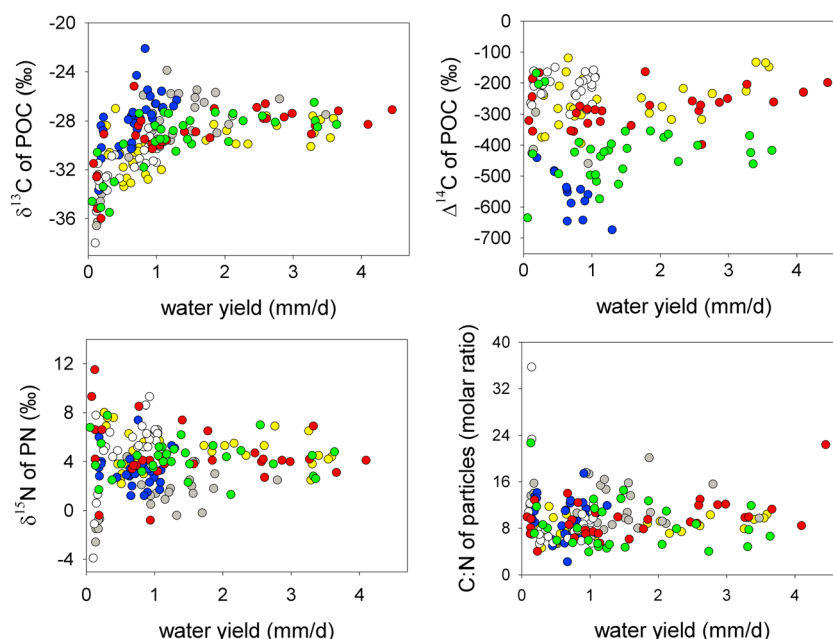 -20
-24
-28
-32
-36
δ13C of POC (‰)
0 1 2 3 4
water yield (mm/d)
0
-100
-200
-300
-400
-500
-600
-700
Δ14C of POC (‰)
0 1 2 3 4
water yield (mm/d)
12
8
4
0
-4
δ15N of PN (‰)
0 1 2 3 4
water yield (mm/d)
40
32
24
16
8
0
C:N of particles (molar ratio)
0 1 2 3 4
water yield (mm/d)